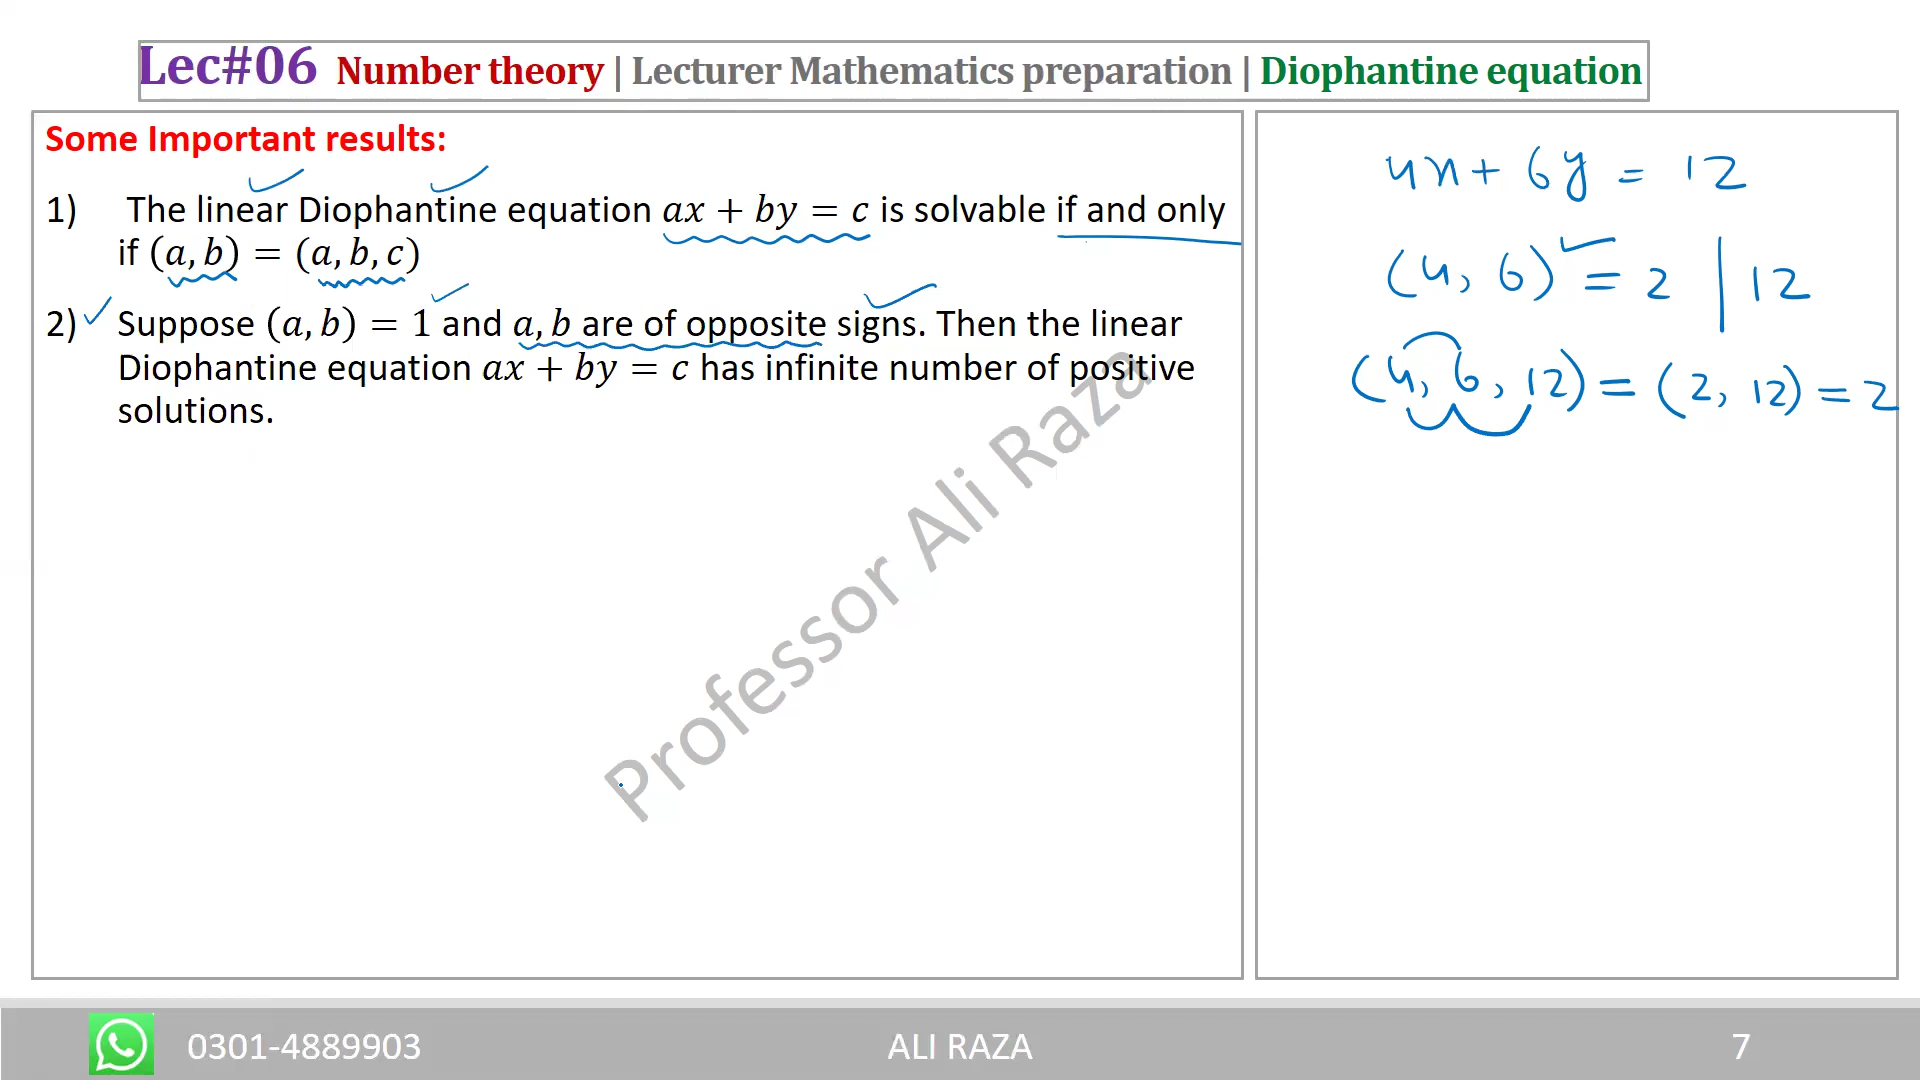 Lec#06 Number theory | Lecturer Mathematics preparation | Diophantine equation
Some Important results:
1) The linear Diophantine equation ax + by = c is solvable if and only
if (a, b) = (a, b, c)
2) Suppose (a, b) = 1 and a, b are of opposite signs. Then the linear
Diophantine equation ax + by = c has infinite number of positive
solutions.
4x + 6y = 12
(4, 6) = 2 | 12
(4, 6, 12) = (2, 12) = 2
Professor Ali Raza
0301-4889903
ALI RAZA
7